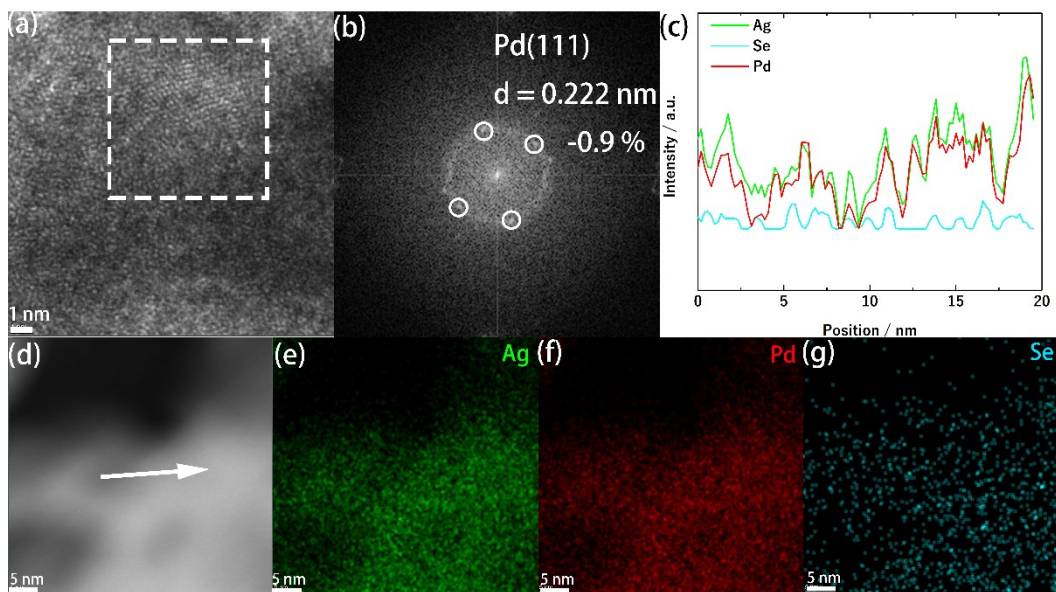 (a)
1 nm
(b)
Pd(111)
d = 0.222 nm
-0.9 %
(c)
Ag
Se
Pd
Intensity / a.u.
0
5
10
15
20
Position / nm
(d)
5 nm
(e)
Ag
5 nm
(f)
Pd
5 nm
(g)
Se
5 nm